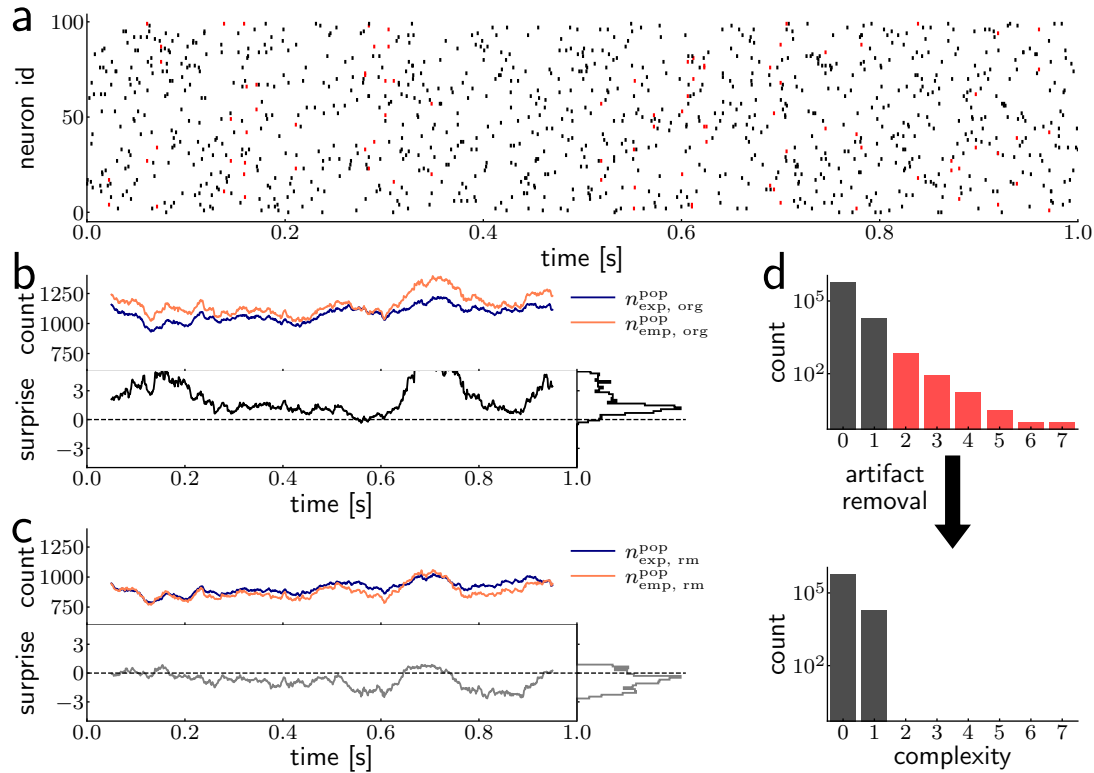 a
neuron id
100
50
0
0.0 0.2 0.4 0.6 0.8 1.0
time [s]
b
count
1250
1000
750
n^pop_exp, org
n^pop_emp, org
surprise
3
0
−3
0.0 0.2 0.4 0.6 0.8 1.0
time [s]
c
count
1250
1000
750
n^pop_exp, rm
n^pop_emp, rm
surprise
3
0
−3
0.0 0.2 0.4 0.6 0.8 1.0
time [s]
d
count
10^5
10^2
0 1 2 3 4 5 6 7
artifact
removal
count
10^5
10^2
0 1 2 3 4 5 6 7
complexity